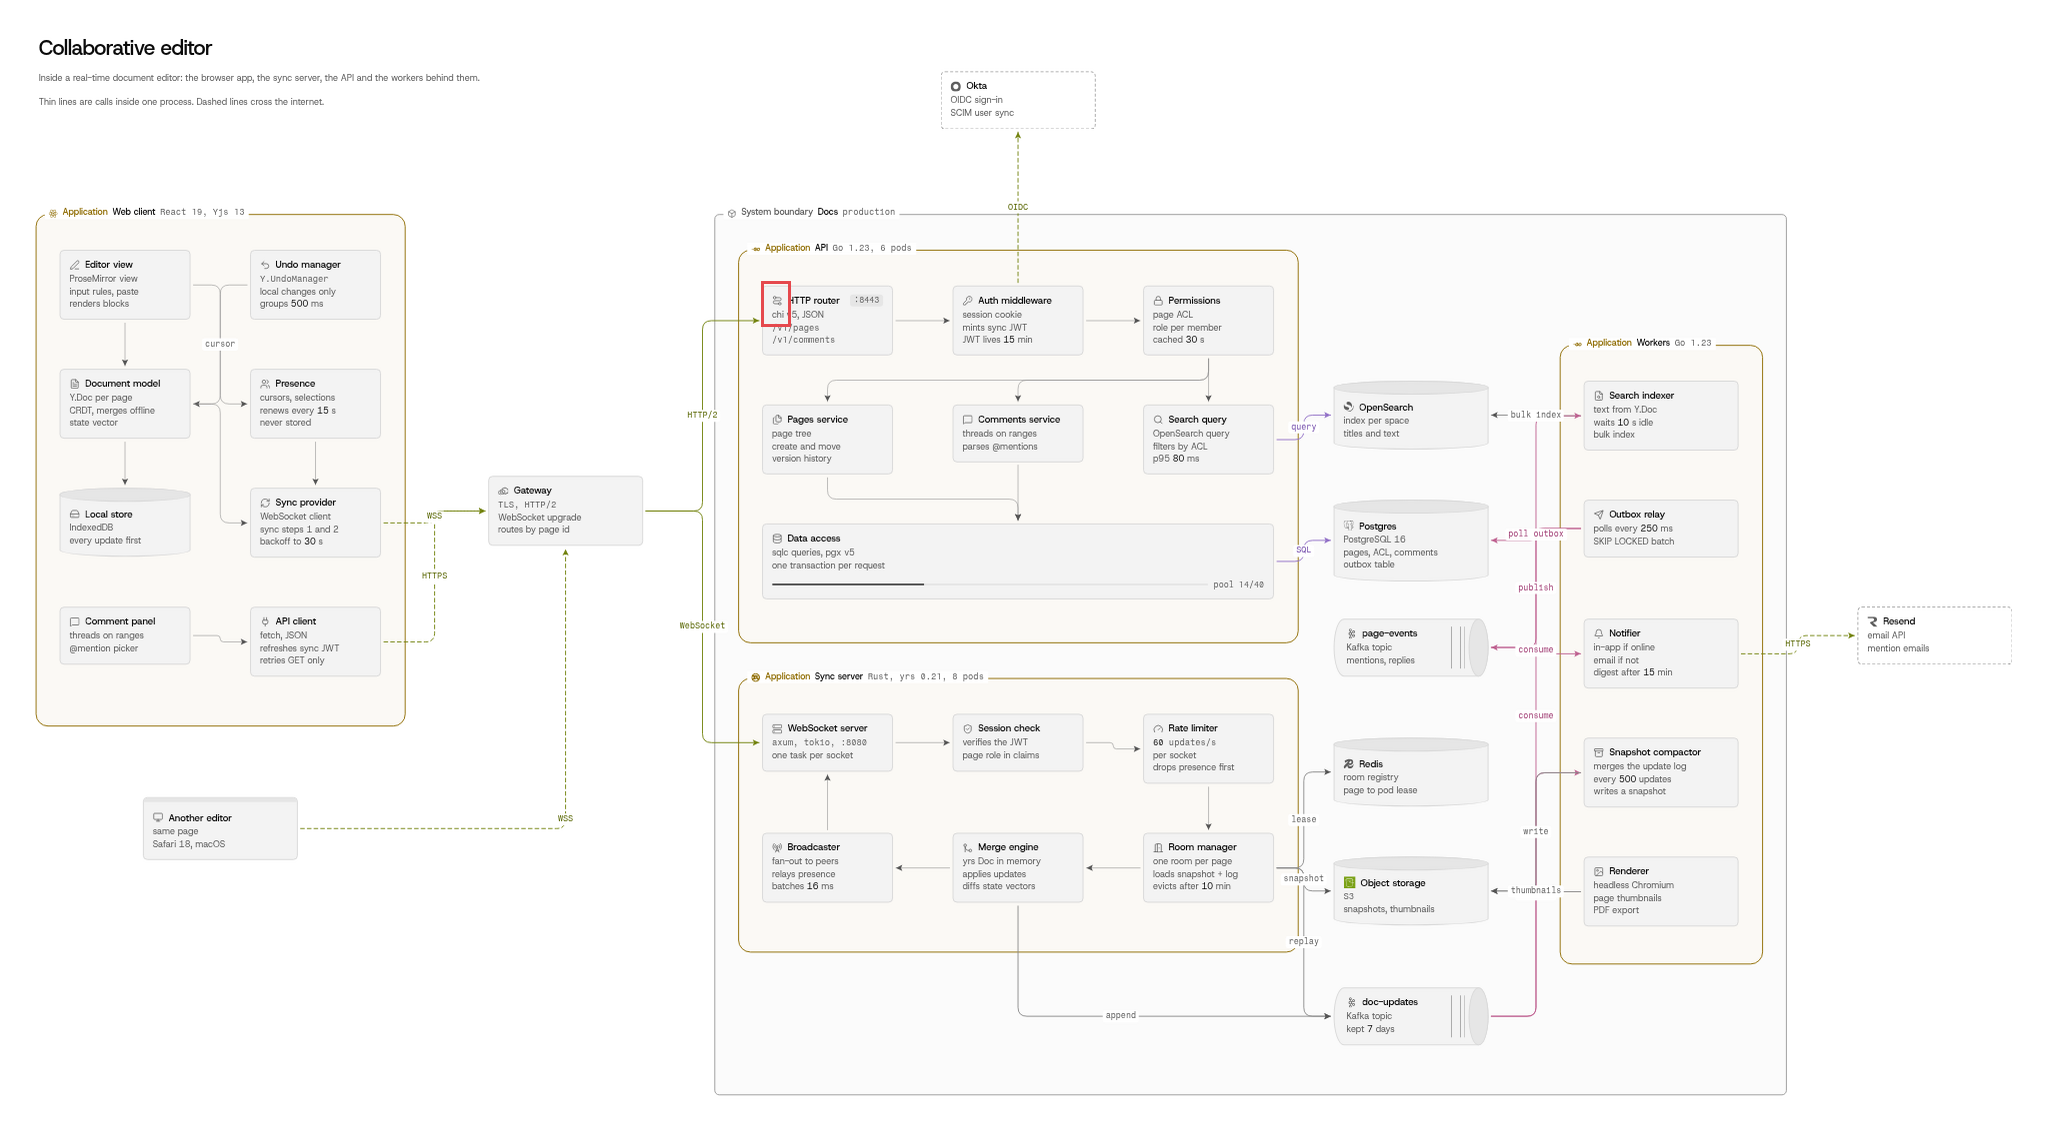 Collaborative editor
Inside a real-time document editor: the browser app, the sync server, the API and the workers behind them.
Thin lines are calls inside one process. Dashed lines cross the internet.
Okta
OIDC sign-in
SCIM user sync
OIDC
Application Web client React 19, Yjs 13
Editor view
ProseMirror view
input rules, paste
renders blocks
Undo manager
Y.UndoManager
local changes only
groups 500 ms
cursor
Document model
Y.Doc per page
CRDT, merges offline
state vector
Presence
cursors, selections
renews every 15 s
never stored
Local store
IndexedDB
every update first
Sync provider
WebSocket client
sync steps 1 and 2
backoff to 30 s
Comment panel
threads on ranges
@mention picker
API client
fetch, JSON
refreshes sync JWT
retries GET only
WSS
HTTPS
Another editor
same page
Safari 18, macOS
WSS
Gateway
TLS, HTTP/2
WebSocket upgrade
routes by page id
HTTP/2
WebSocket
System boundary Docs production
Application API Go 1.23, 6 pods
HTTP router :8443
chi v5, JSON
/v1/pages
/v1/comments
Auth middleware
session cookie
mints sync JWT
JWT lives 15 min
Permissions
page ACL
role per member
cached 30 s
Pages service
page tree
create and move
version history
Comments service
threads on ranges
parses @mentions
Search query
OpenSearch query
filters by ACL
p95 80 ms
Data access
sqlc queries, pgx v5
one transaction per request
pool 14/40
query
SQL
Application Sync server Rust, yrs 0.21, 8 pods
WebSocket server
axum, tokio, :8080
one task per socket
Session check
verifies the JWT
page role in claims
Rate limiter
60 updates/s
per socket
drops presence first
Broadcaster
fan-out to peers
relays presence
batches 16 ms
Merge engine
yrs Doc in memory
applies updates
diffs state vectors
Room manager
one room per page
loads snapshot + log
evicts after 10 min
lease
snapshot
replay
append
OpenSearch
index per space
titles and text
Postgres
PostgreSQL 16
pages, ACL, comments
outbox table
page-events
Kafka topic
mentions, replies
Redis
room registry
page to pod lease
Object storage
S3
snapshots, thumbnails
doc-updates
Kafka topic
kept 7 days
bulk index
poll outbox
publish
consume
consume
write
thumbnails
Application Workers Go 1.23
Search indexer
text from Y.Doc
waits 10 s idle
bulk index
Outbox relay
polls every 250 ms
SKIP LOCKED batch
Notifier
in-app if online
email if not
digest after 15 min
Snapshot compactor
merges the update log
every 500 updates
writes a snapshot
Renderer
headless Chromium
page thumbnails
PDF export
HTTPS
Resend
email API
mention emails